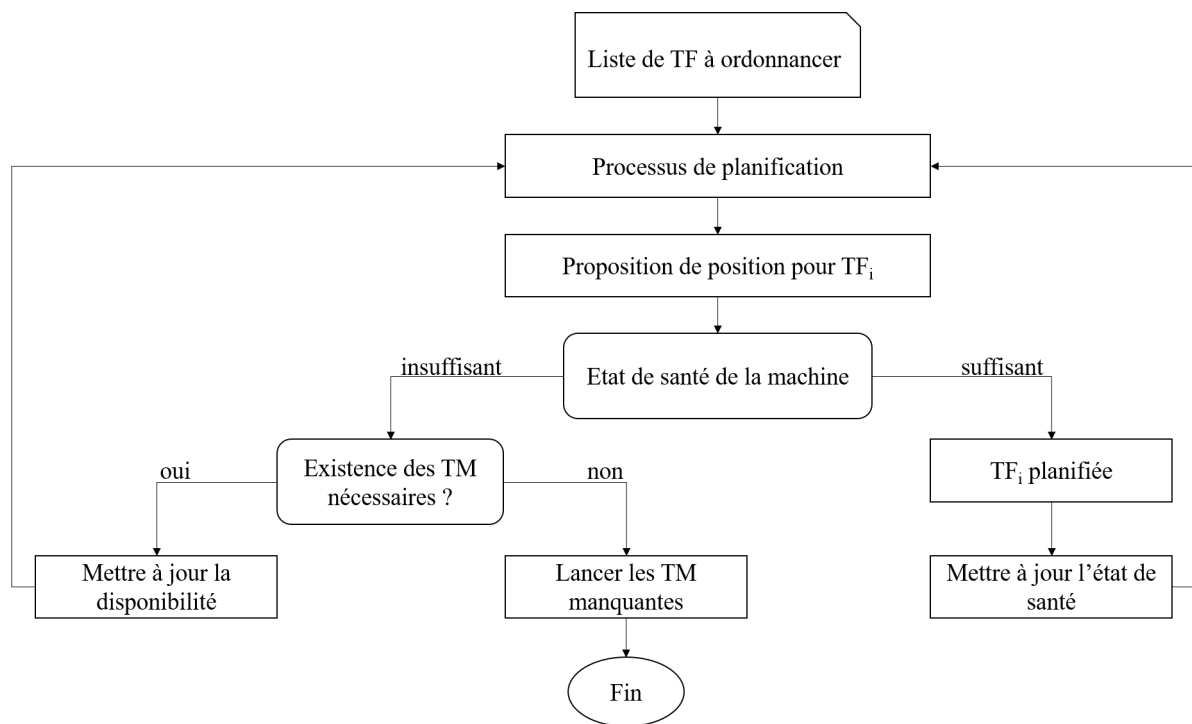 Liste de TF à ordonnancer
Processus de planification
Proposition de position pour TFᵢ
insuffisant
Etat de santé de la machine
suffisant
oui
Existence des TM
nécessaires ?
non
TFᵢ planifiée
Mettre à jour la
disponibilité
Lancer les TM
manquantes
Mettre à jour l’état de
santé
Fin